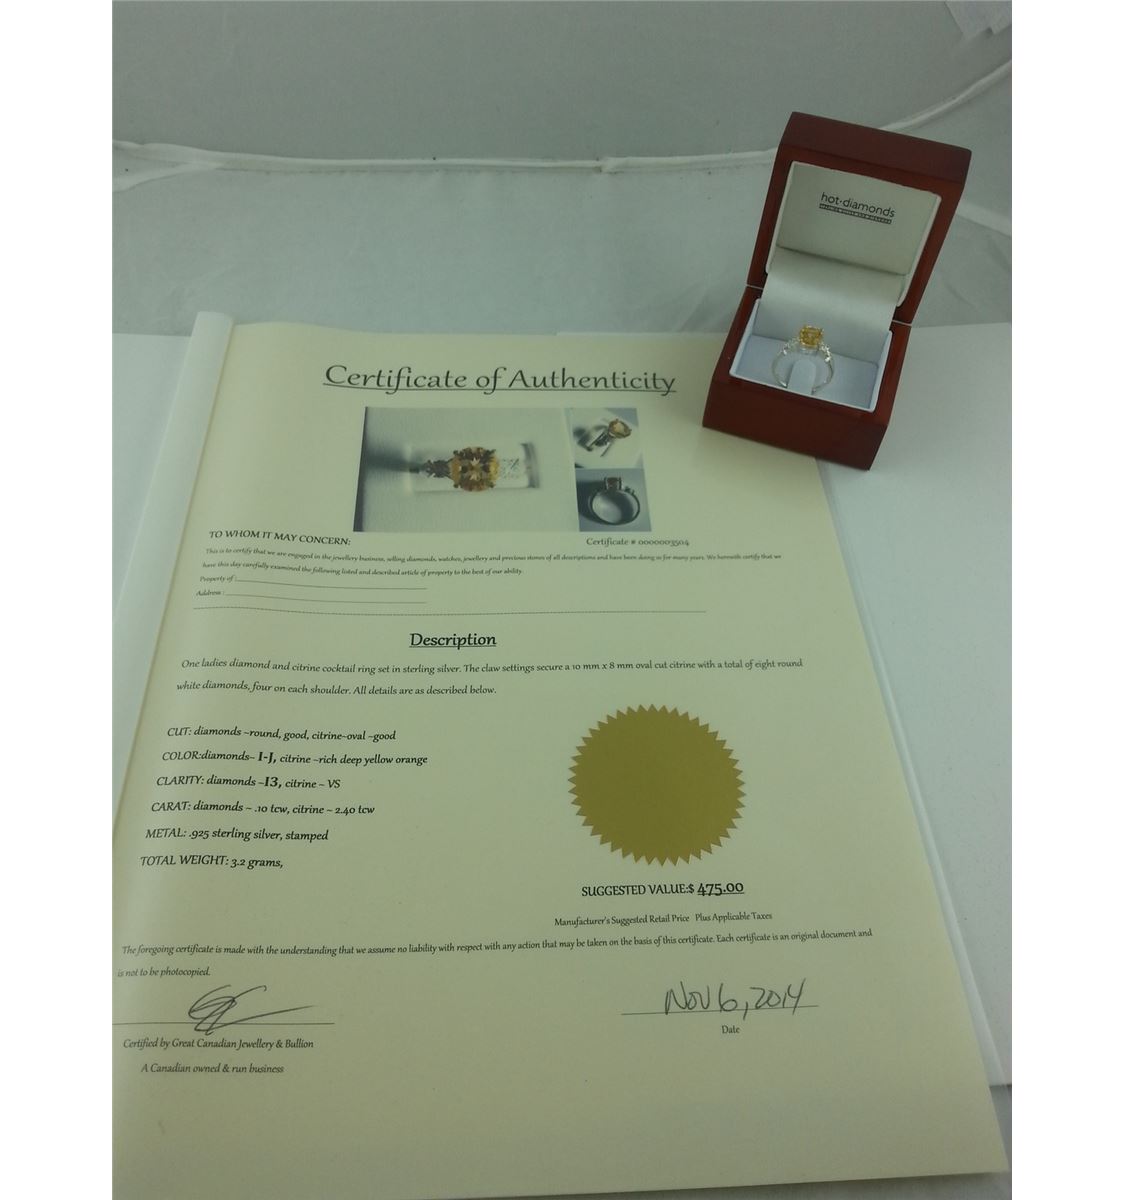 hot·diamonds
Certificate of Authenticity
TO WHOM IT MAY CONCERN:
Certificate # 0000003504
This is to certify that we are engaged in the jewellery business, selling diamonds, watches, jewellery and precious stones of all descriptions and have been doing so for many years. We herewith certify that we
have this day carefully examined the following listed and described article of property to the best of our ability.
Property of :
Address :
Description
One ladies diamond and citrine cocktail ring set in sterling silver. The claw settings secure a 10 mm x 8 mm oval cut citrine with a total of eight round
white diamonds, four on each shoulder. All details are as described below.
CUT: diamonds ~round, good, citrine~oval ~good
COLOR:diamonds~ I-J, citrine ~rich deep yellow orange
CLARITY: diamonds ~I3, citrine ~ VS
CARAT: diamonds ~ .10 tcw, citrine ~ 2.40 tcw
METAL: .925 sterling silver, stamped
TOTAL WEIGHT: 3.2 grams,
SUGGESTED VALUE:$ 475.00
Manufacturer's Suggested Retail Price Plus Applicable Taxes
The foregoing certificate is made with the understanding that we assume no liability with respect with any action that may be taken on the basis of this certificate. Each certificate is an original document and
is not to be photocopied.
Nov 6, 2014
Date
Certified by Great Canadian Jewellery & Bullion
A Canadian owned & run business